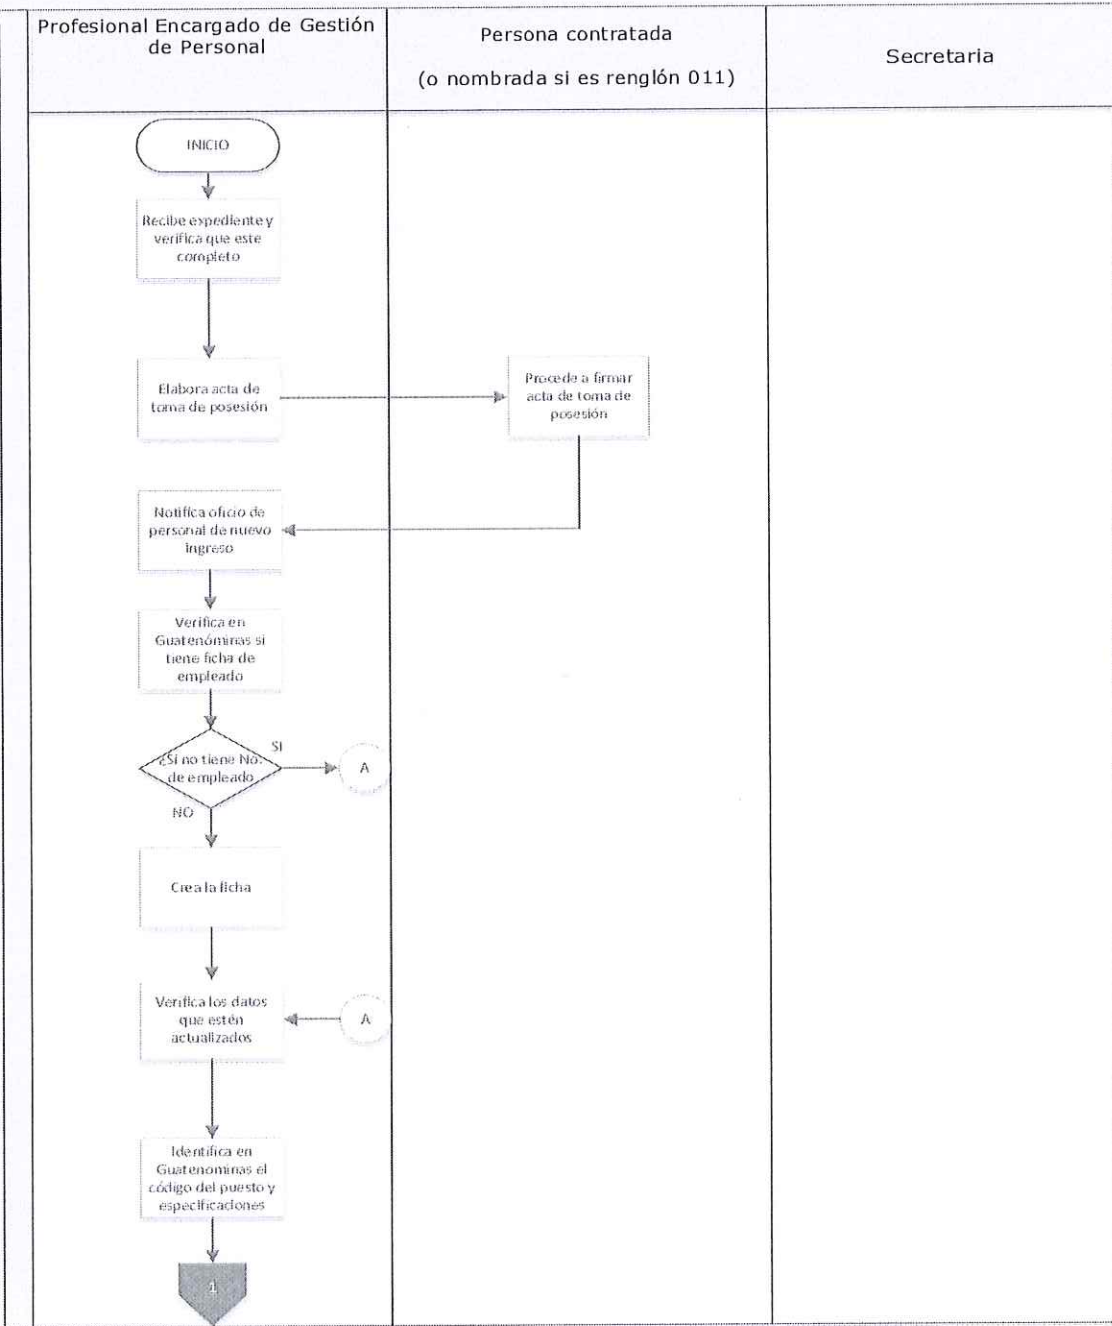 Profesional Encargado de Gestión
de Personal
Persona contratada
(o nombrada si es renglón 011)
Secretaria
INICIO
Recibe expediente y
verifica que este
completo
Elabora acta de
toma de posesión
Procede a firmar
acta de toma de
posesión
Notifica oficio de
personal de nuevo
ingreso
Verifica en
Guatenóminas si
tiene ficha de
empleado
¿Si no tiene No.
de empleado
SI
A
NO
Crea la ficha
Verifica los datos
que estén
actualizados
A
Identifica en
Guatenominas el
código del puesto y
especificaciones
1